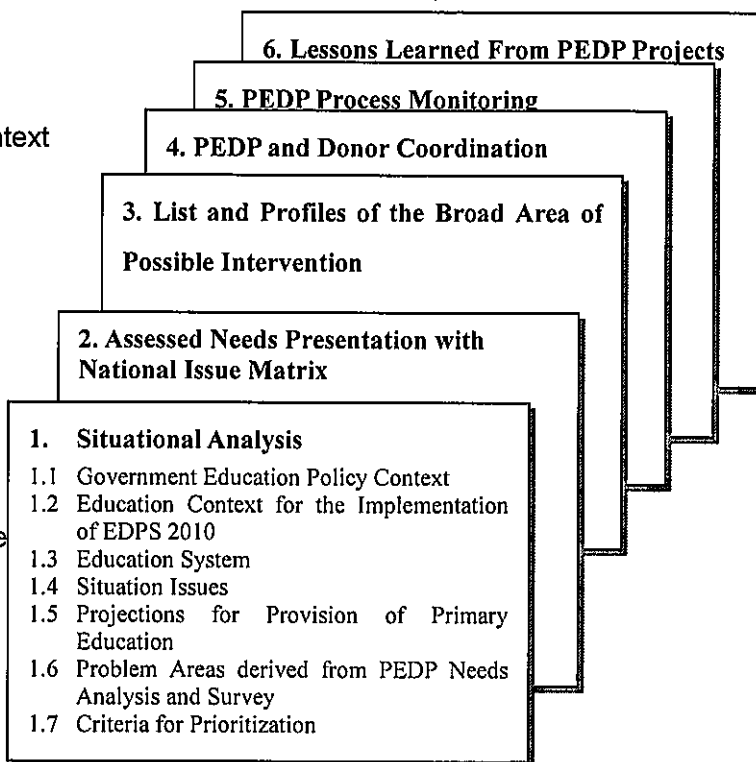 6. Lessons Learned From PEDP Projects
5. PEDP Process Monitoring
4. PEDP and Donor Coordination
3. List and Profiles of the Broad Area of
Possible Intervention
2. Assessed Needs Presentation with
National Issue Matrix
1. Situational Analysis
1.1 Government Education Policy Context
1.2 Education Context for the Implementation
of EDPS 2010
1.3 Education System
1.4 Situation Issues
1.5 Projections for Provision of Primary
Education
1.6 Problem Areas derived from PEDP Needs
Analysis and Survey
1.7 Criteria for Prioritization